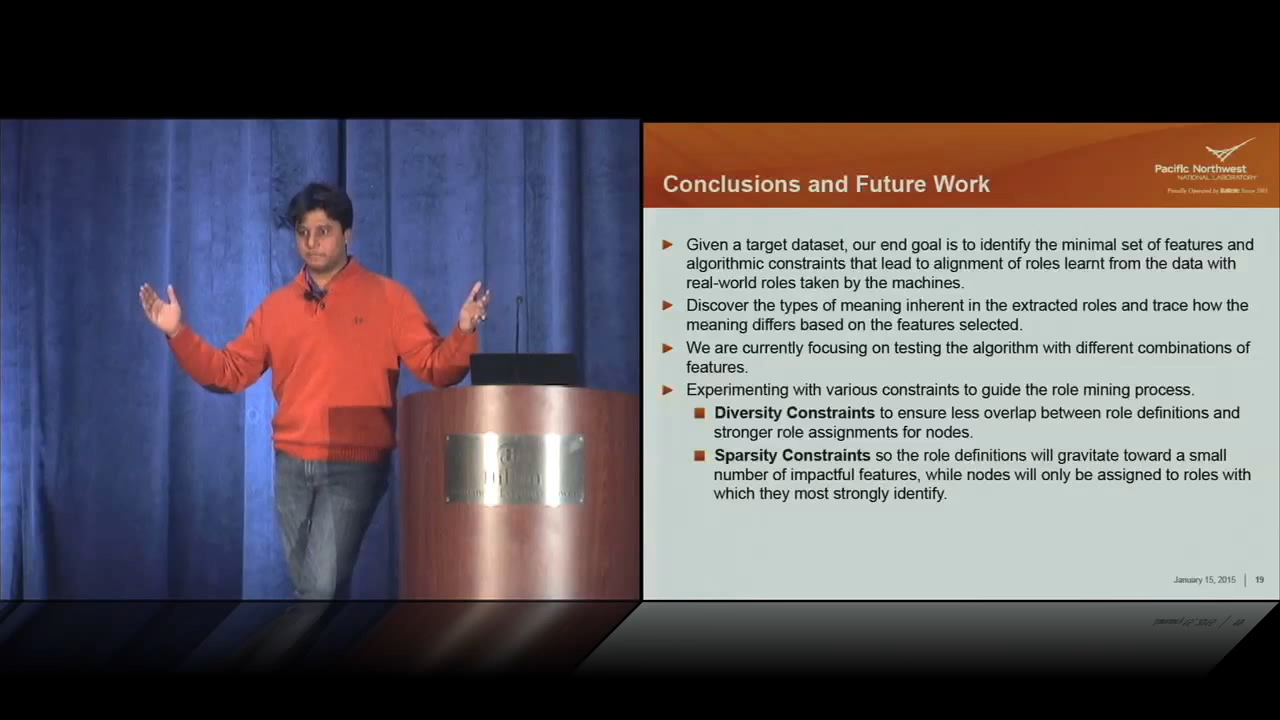 Pacific Northwest
NATIONAL LABORATORY
Proudly Operated by Battelle Since 1965
Conclusions and Future Work
Given a target dataset, our end goal is to identify the minimal set of features and
algorithmic constraints that lead to alignment of roles learnt from the data with
real-world roles taken by the machines.
Discover the types of meaning inherent in the extracted roles and trace how the
meaning differs based on the features selected.
We are currently focusing on testing the algorithm with different combinations of
features.
Experimenting with various constraints to guide the role mining process.
Diversity Constraints to ensure less overlap between role definitions and
stronger role assignments for nodes.
Sparsity Constraints so the role definitions will gravitate toward a small
number of impactful features, while nodes will only be assigned to roles with
which they most strongly identify.
January 15, 2015 | 19